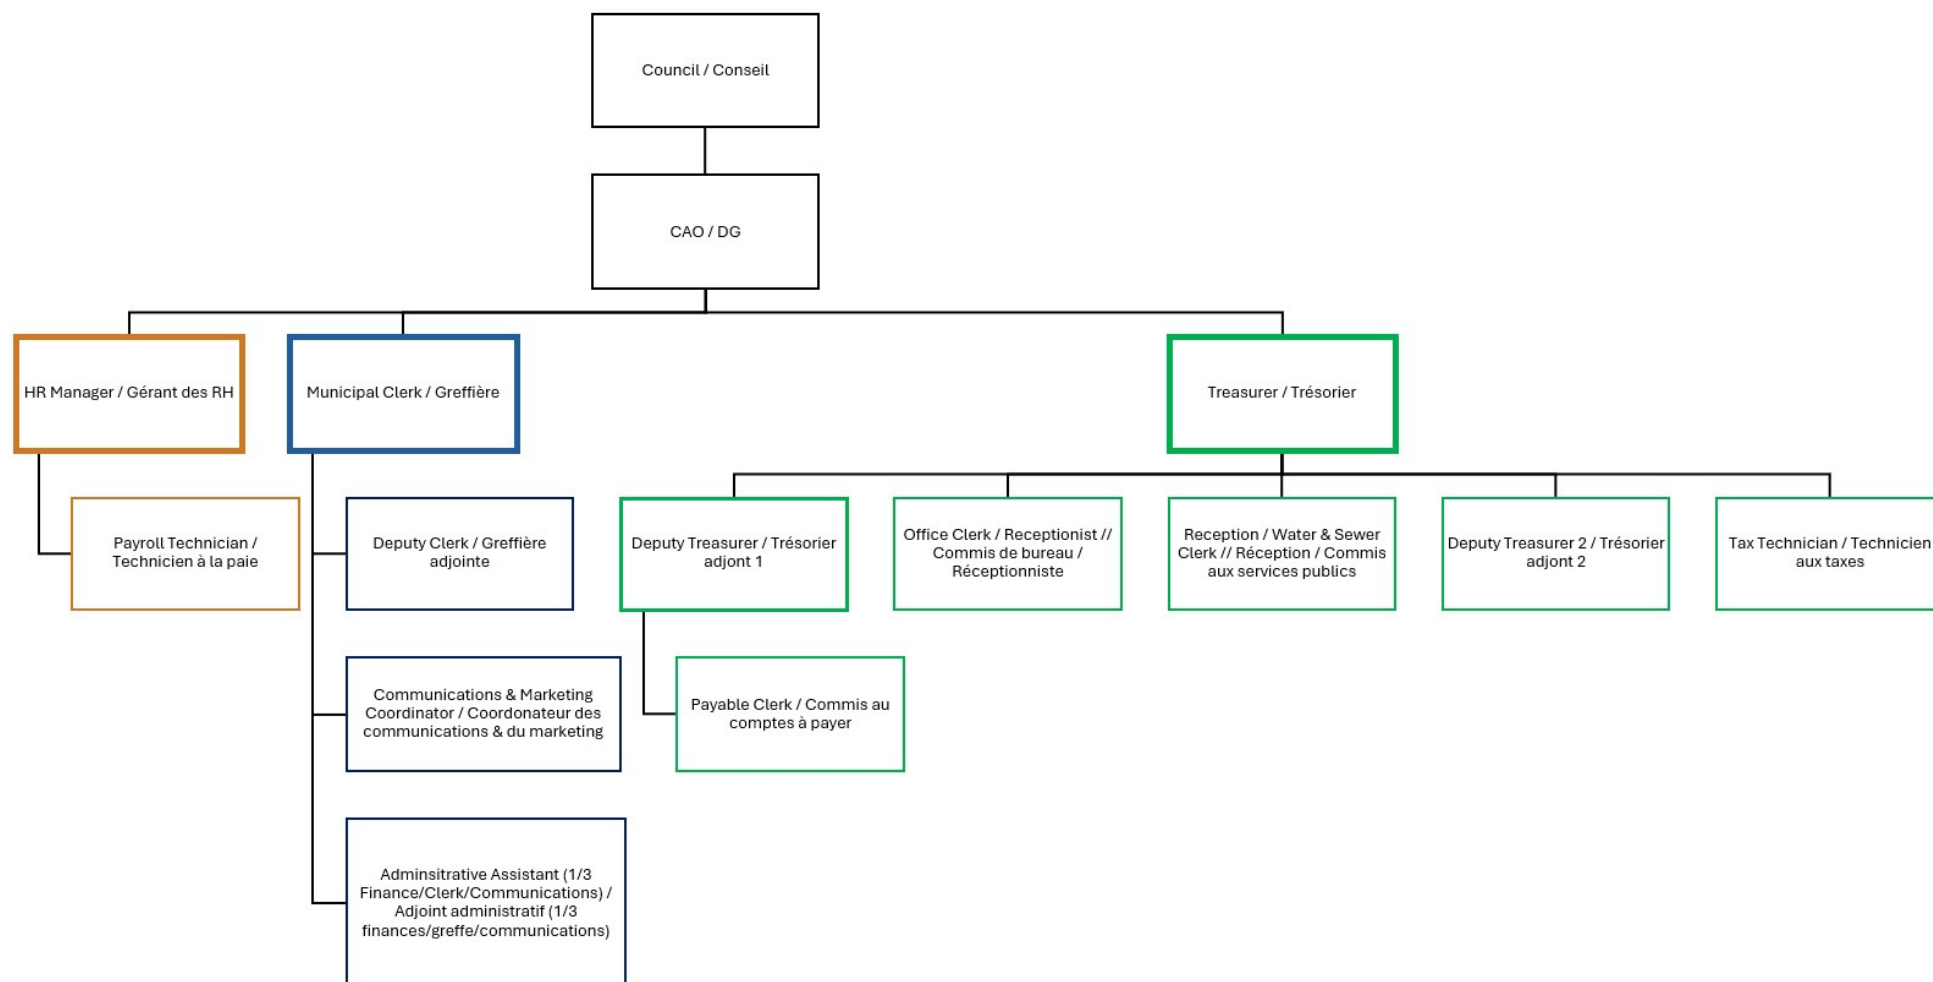 Council / Conseil
CAO / DG
HR Manager / Gérant des RH
Municipal Clerk / Greffière
Treasurer / Trésorier
Payroll Technician /
Technicien à la paie
Deputy Clerk / Greffière
adjointe
Deputy Treasurer / Trésorier
adjont 1
Office Clerk / Receptionist //
Commis de bureau /
Réceptionniste
Reception / Water & Sewer
Clerk // Réception / Commis
aux services publics
Deputy Treasurer 2 / Trésorier
adjont 2
Tax Technician / Technicien
aux taxes
Communications & Marketing
Coordinator / Coordonateur des
communications & du marketing
Payable Clerk / Commis au
comptes à payer
Adminsitrative Assistant (1/3
Finance/Clerk/Communications) /
Adjoint administratif (1/3
finances/greffe/communications)